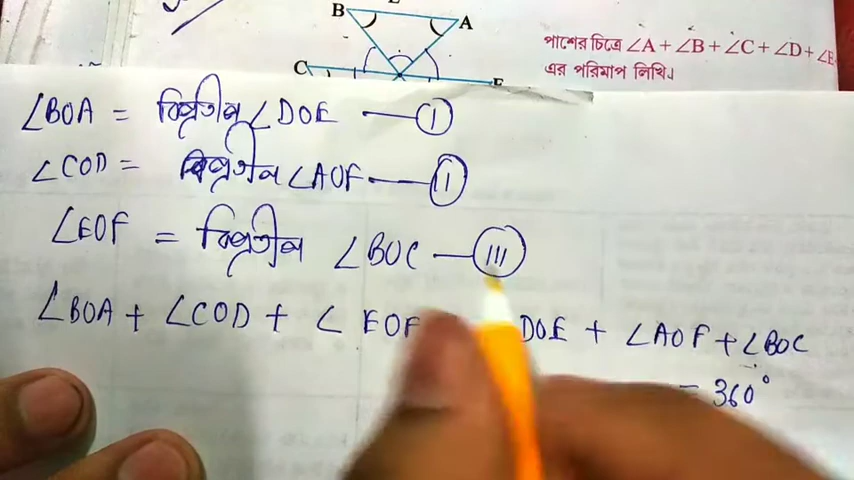 B A
পাশের চিত্রে ∠A + ∠B + ∠C + ∠D + ∠E
C
এর পরিমাপ লিখি।
∠BOA = বিপ্রতীপ ∠DOE — I
∠COD = বিপ্রতীপ ∠AOF — II
∠EOF = বিপ্রতীপ ∠BOC — III
∠BOA + ∠COD + ∠EOF DOE + ∠AOF + ∠BOC
= 360°